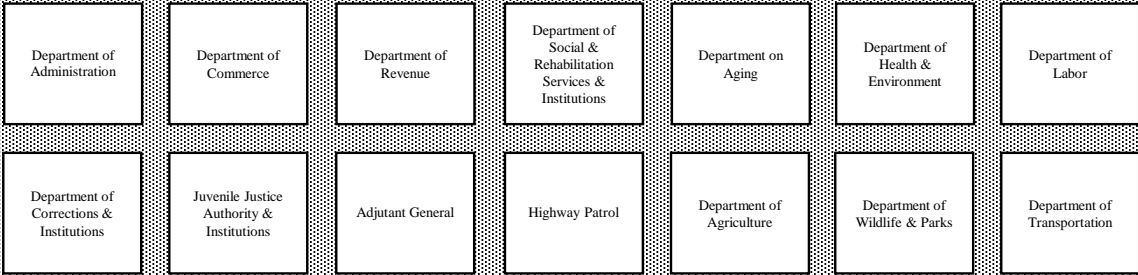 Department of
Administration
Department of
Commerce
Department of
Revenue
Department of
Social &
Rehabilitation
Services &
Institutions
Department on
Aging
Department of
Health &
Environment
Department of
Labor
Department of
Corrections &
Institutions
Juvenile Justice
Authority &
Institutions
Adjutant General
Highway Patrol
Department of
Agriculture
Department of
Wildlife & Parks
Department of
Transportation